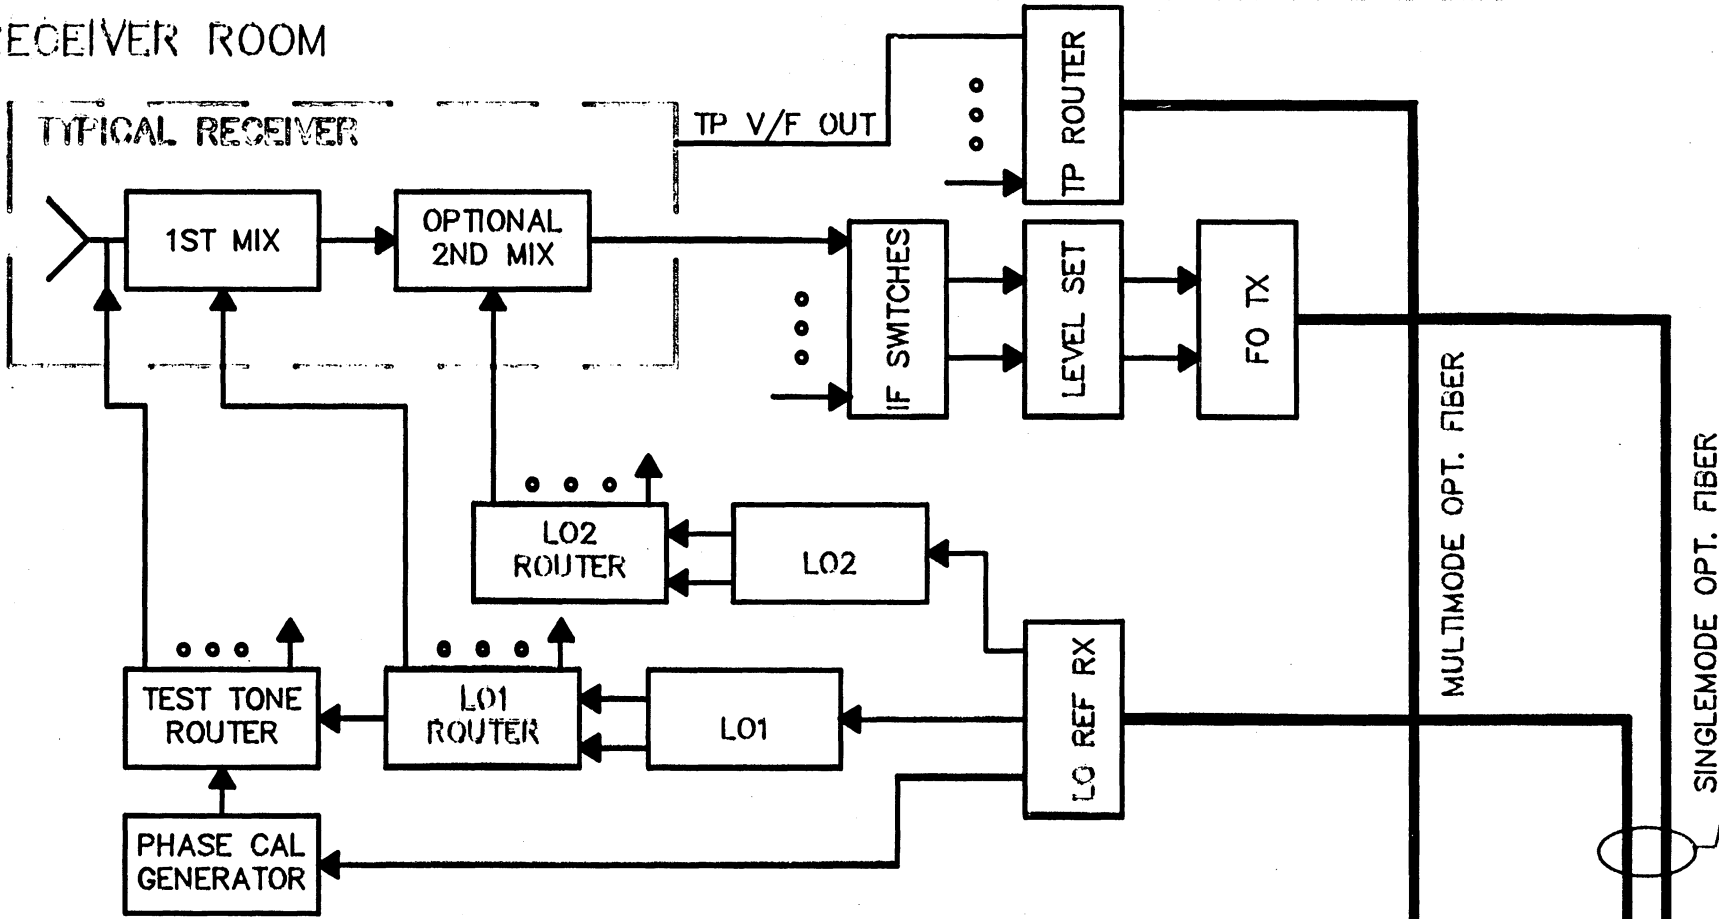 ECEIVER ROOM
TYPICAL RECEIVER
TP V/F OUT
TP ROUTER
1ST MIX
OPTIONAL
2ND MIX
IF SWITCHES
LEVEL SET
FO TX
MULTIMODE OPT. FIBER
SINGLEMODE OPT. FIBER
LO2
ROUTER
LO2
TEST TONE
ROUTER
LO1
ROUTER
LO1
LO REF RX
PHASE CAL
GENERATOR